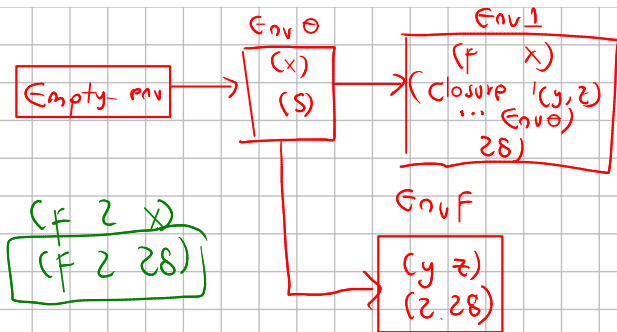 Env 0
Env 1
Empty-env
(x)
(5)
(f x)
(closure '(y, z)
... Env0)
28)
Env F
(F 2 x)
(F 2 28)
(y z)
(2 28)